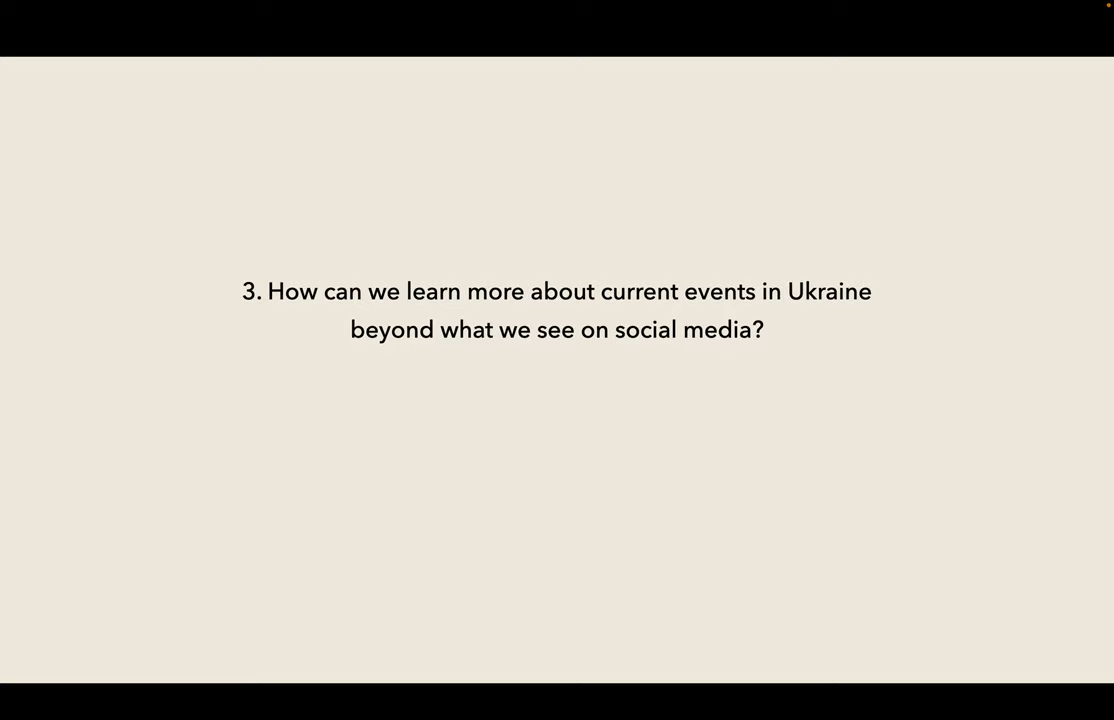 3. How can we learn more about current events in Ukraine
beyond what we see on social media?